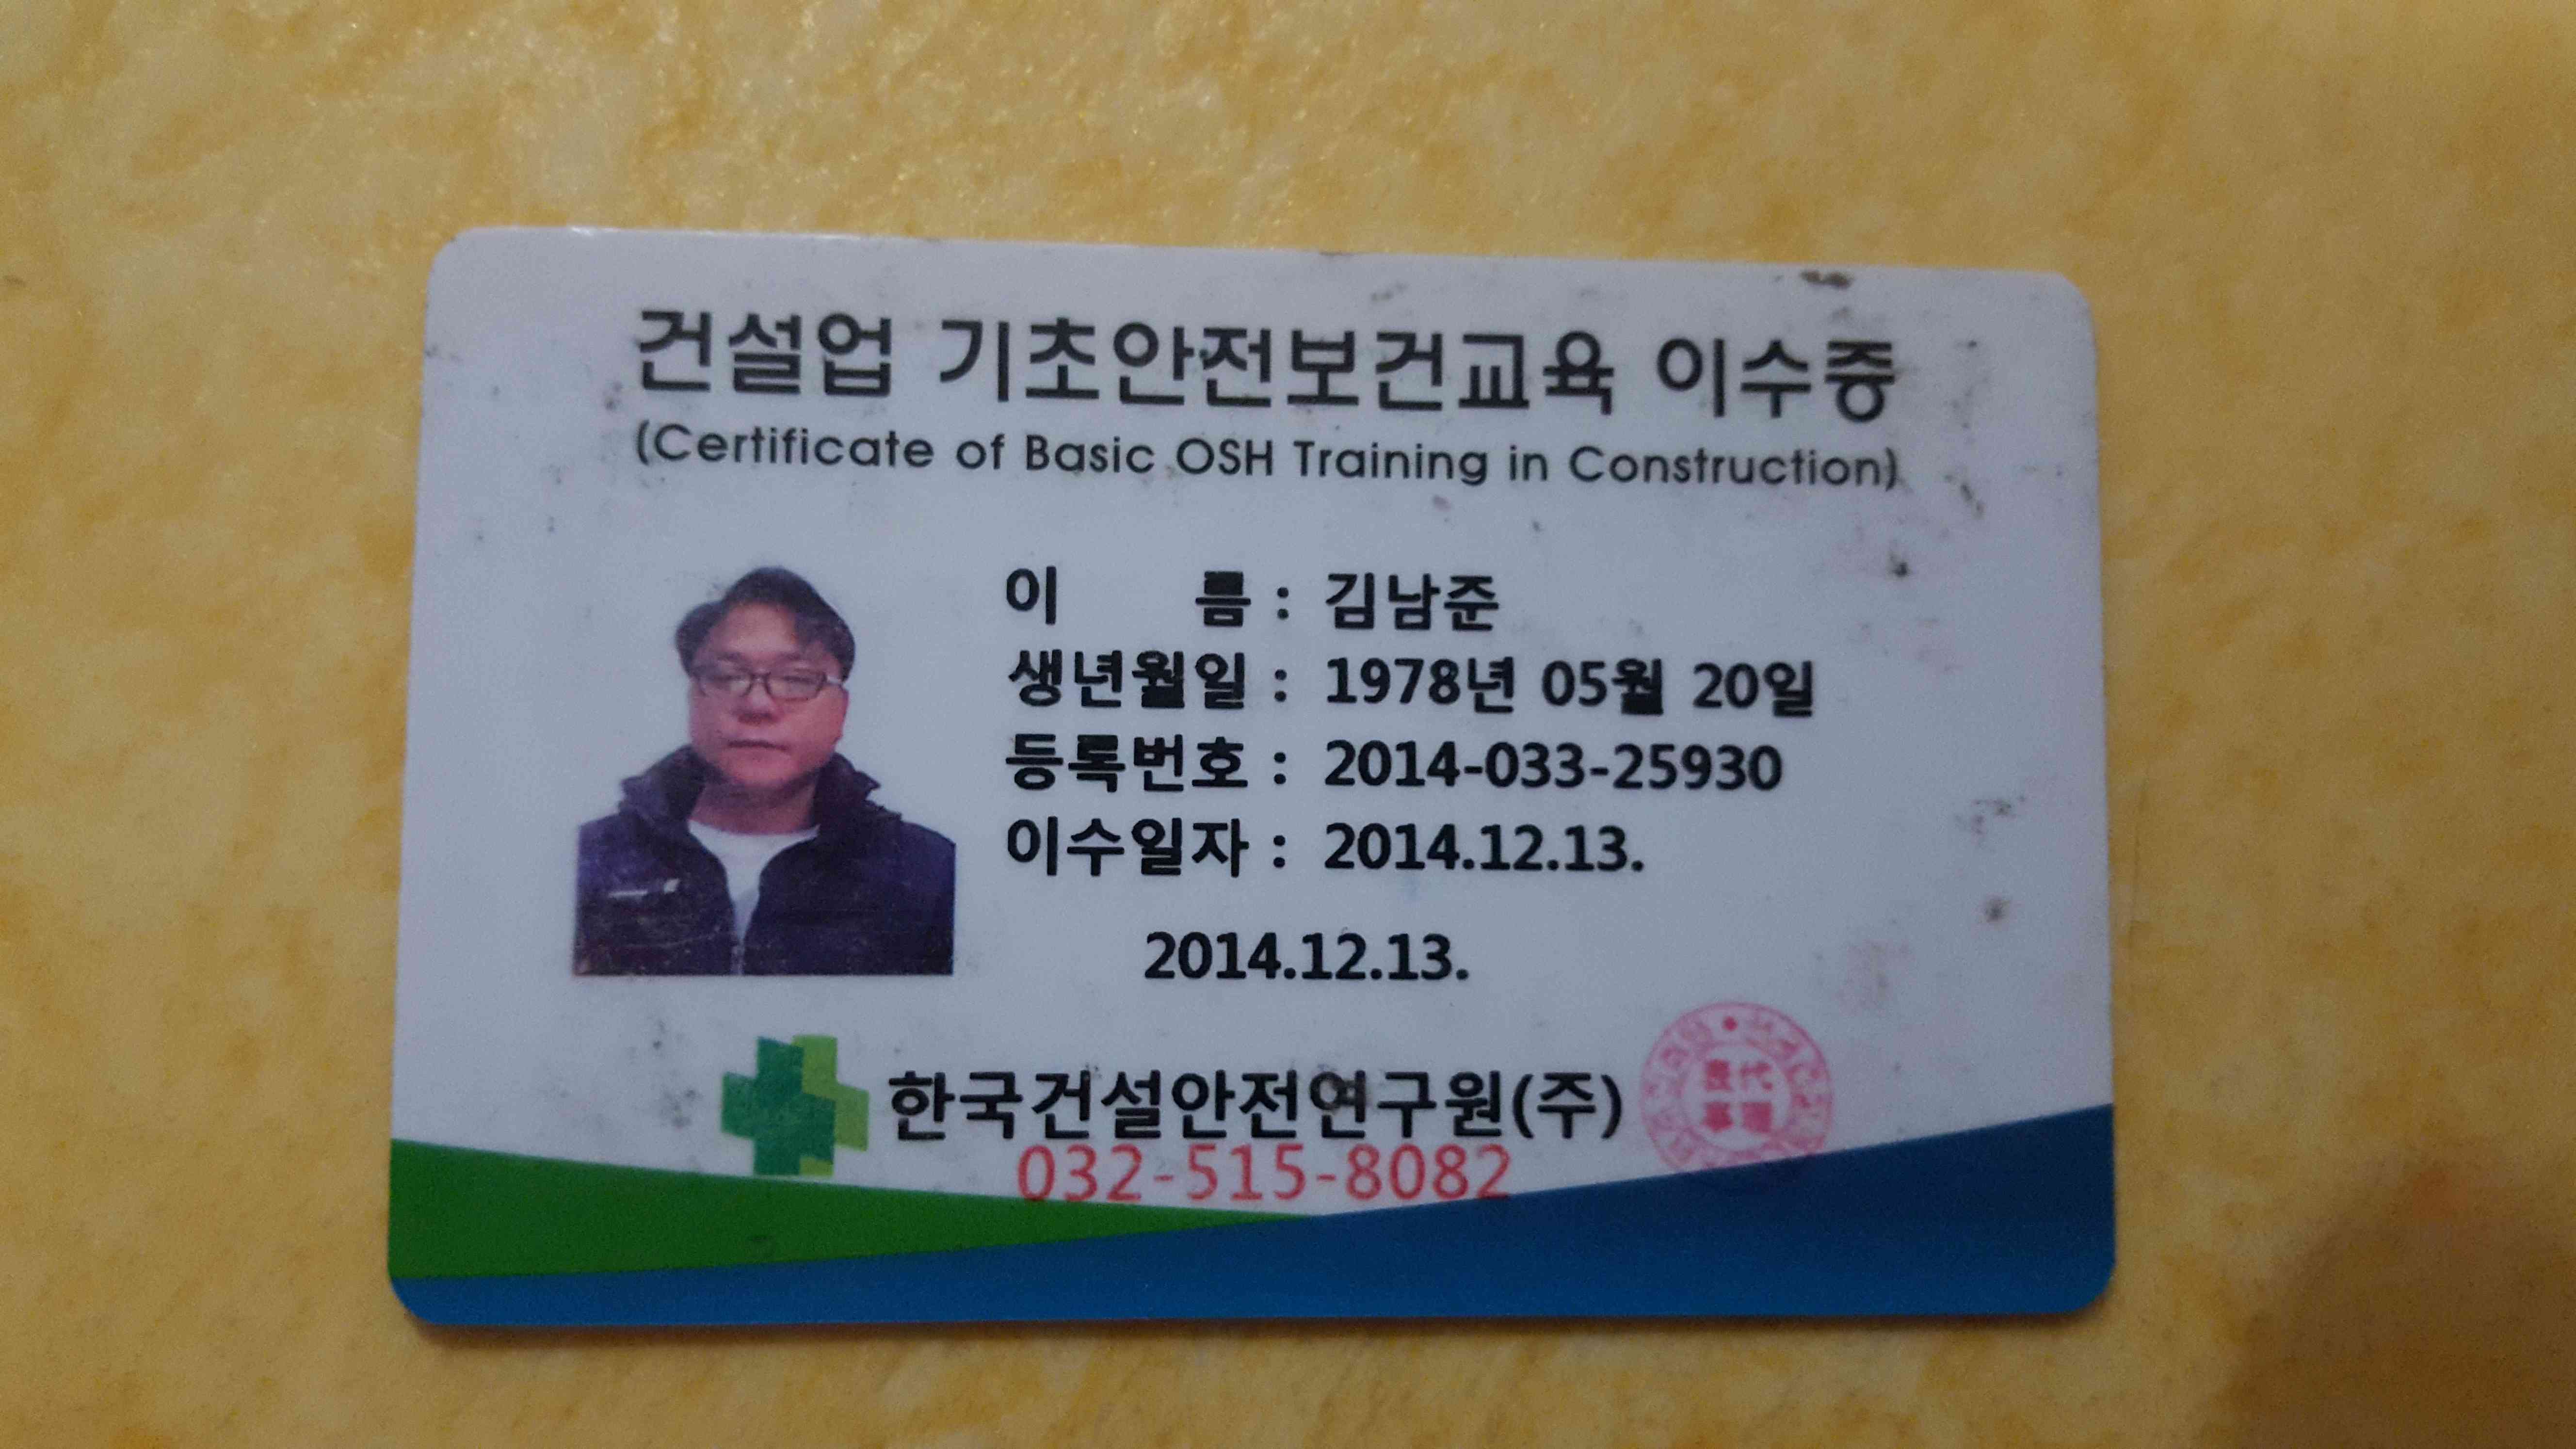 건설업 기초안전보건교육 이수증
(Certificate of Basic OSH Training in Construction)
이 름 : 김남준
생년월일 : 1978년 05월 20일
등록번호 : 2014-033-25930
이수일자 : 2014.12.13.
2014.12.13.
한국건설안전연구원(주)
032-515-8082